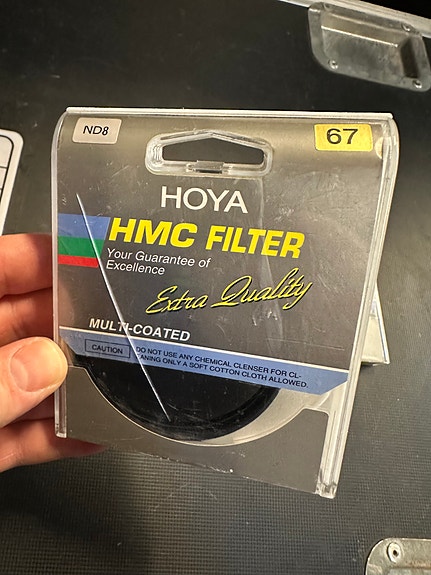 ND8
67
HOYA
HMC FILTER
Your Guarantee of
Excellence
Extra Quality
MULTI-COATED
CAUTION
DO NOT USE ANY CHEMICAL CLENSER FOR CL-
ANING ONLY A SOFT COTTON CLOTH ALLOWED.